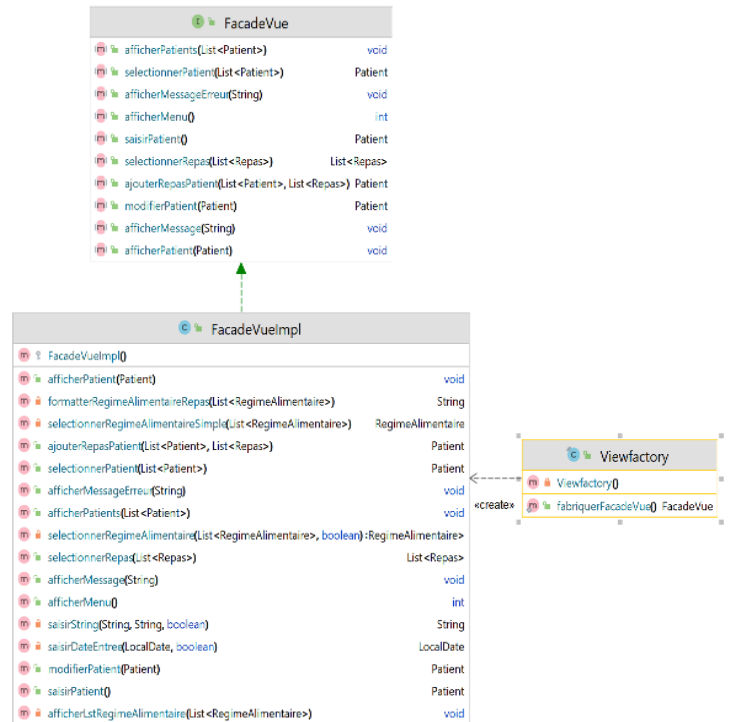 FacadeVue
afficherPatients(List<Patient>) void
selectionnerPatient(List<Patient>) Patient
afficherMessageErreur(String) void
afficherMenu() int
saisirPatient() Patient
selectionnerRepas(List<Repas>) List<Repas>
ajouterRepasPatient(List<Patient>, List<Repas>) Patient
modifierPatient(Patient) Patient
afficherMessage(String) void
afficherPatient(Patient) void
FacadeVueImpl
FacadeVueImpl()
afficherPatient(Patient) void
formatterRegimeAlimentaireRepas(List<RegimeAlimentaire>) String
selectionnerRegimeAlimentaireSimple(List<RegimeAlimentaire>) RegimeAlimentaire
ajouterRepasPatient(List<Patient>, List<Repas>) Patient
selectionnerPatient(List<Patient>) Patient
afficherMessageErreur(String) void
afficherPatients(List<Patient>) void
selectionnerRegimeAlimentaire(List<RegimeAlimentaire>, boolean):RegimeAlimentaire>
selectionnerRepas(List<Repas>) List<Repas>
afficherMessage(String) void
afficherMenu() int
saisirString(String, String, boolean) String
saisirDateEntree(LocalDate, boolean) LocalDate
modifierPatient(Patient) Patient
saisirPatient() Patient
afficherLstRegimeAlimentaire(List<RegimeAlimentaire>) void
«create»
Viewfactory
Viewfactory()
fabriquerFacadeVue() FacadeVue